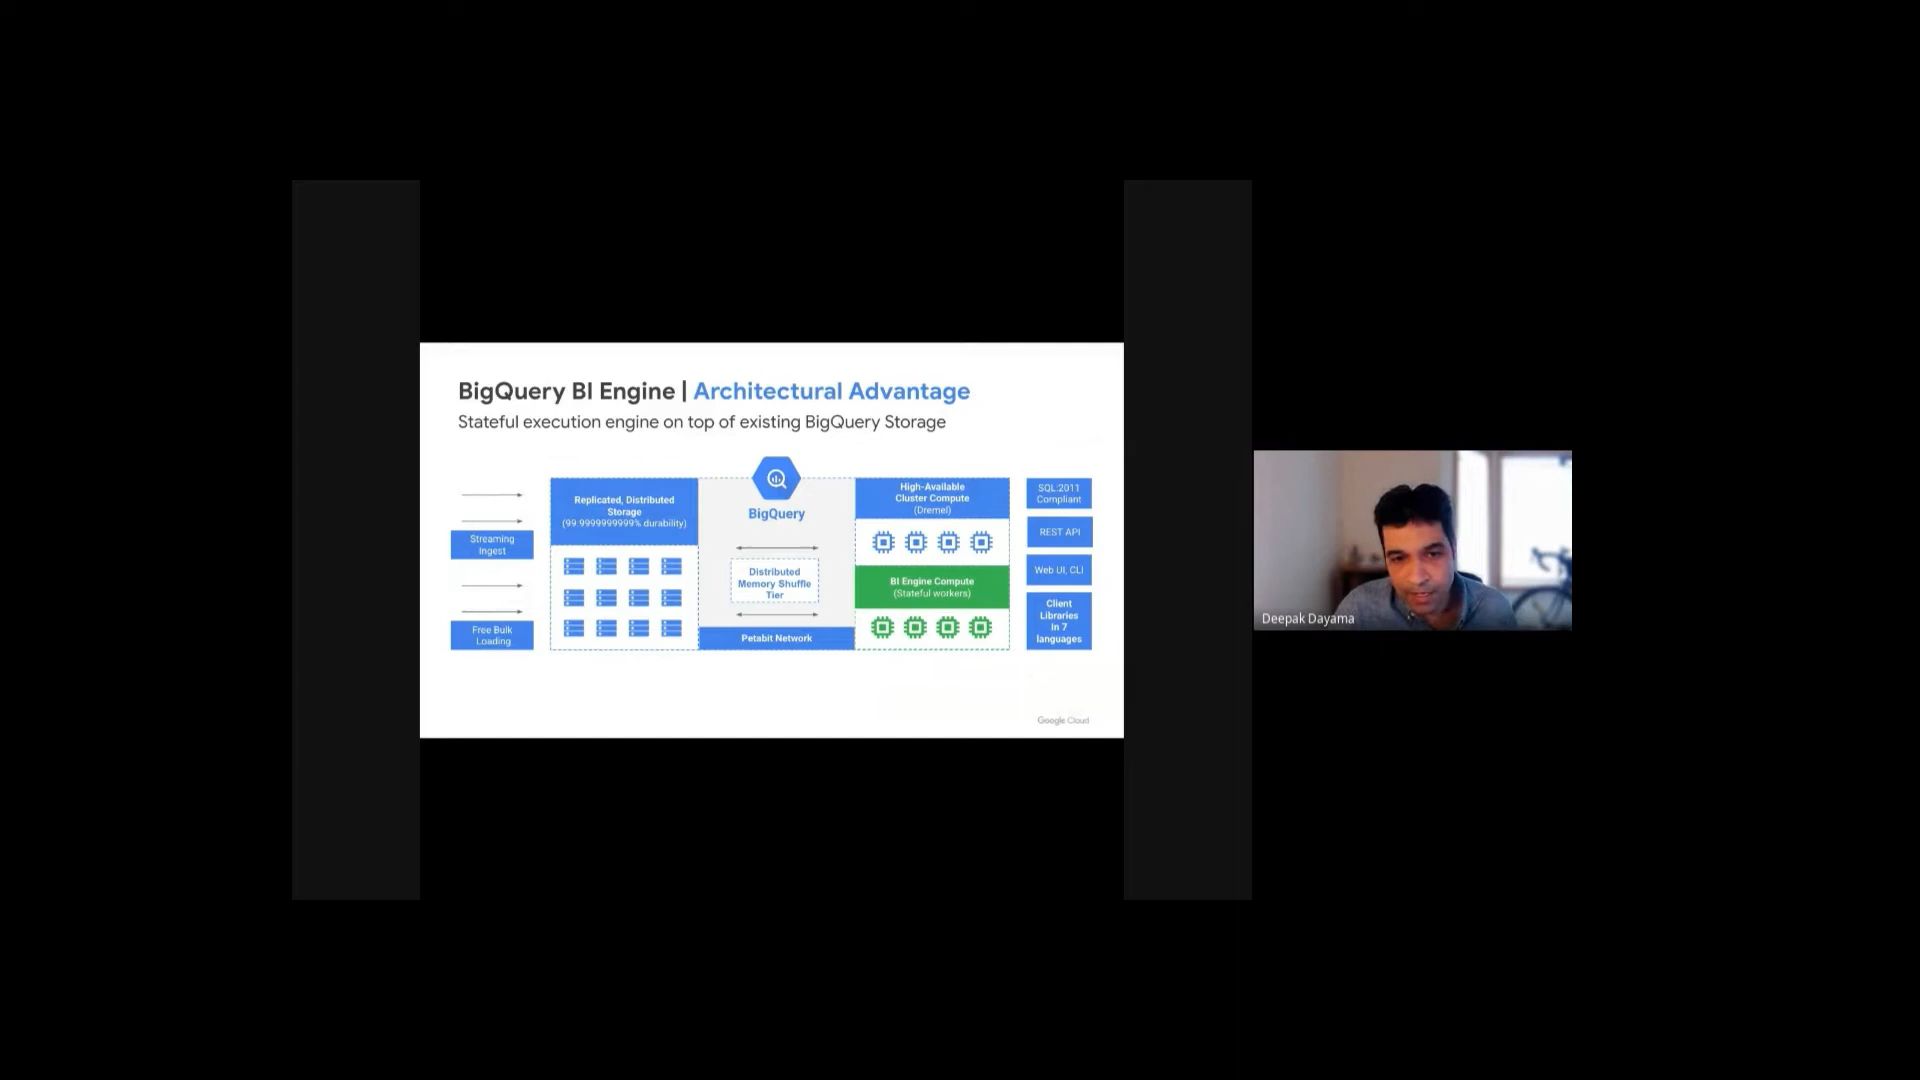 BigQuery BI Engine | Architectural Advantage
Stateful execution engine on top of existing BigQuery Storage
Streaming
Ingest
Free Bulk
Loading
Replicated, Distributed
Storage
(99.9999999999% durability)
BigQuery
Distributed
Memory Shuffle
Tier
Petabit Network
High-Available
Cluster Compute
(Dremel)
BI Engine Compute
(Stateful workers)
SQL:2011
Compliant
REST API
Web UI, CLI
Client
Libraries
In 7
languages
Google Cloud
Deepak Dayama